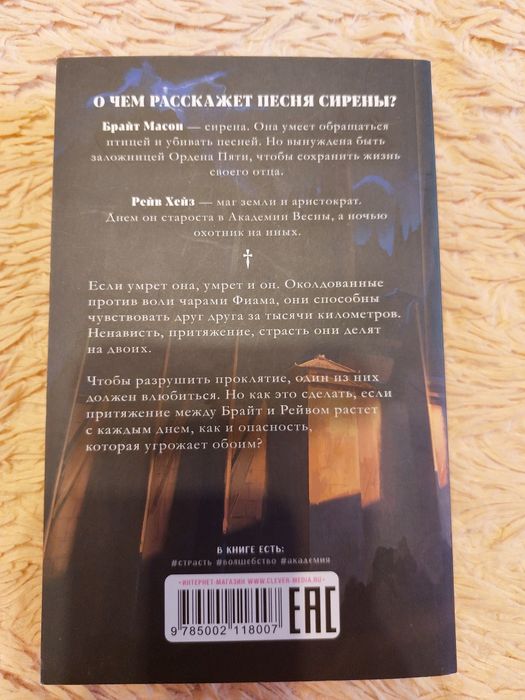 О ЧЕМ РАССКАЖЕТ ПЕСНЯ СИРЕНЫ?
Брайт Масон — сирена. Она умеет обращаться
птицей и убивать песней. Но вынуждена быть
заложницей Ордена Пяти, чтобы сохранить жизнь
своего отца.
Рейв Хейз — маг земли и аристократ.
Днем он староста в Академии Весны, а ночью
охотник на иных.
Если умрет она, умрет и он. Околдованные
против воли чарами Фиама, они способны
чувствовать друг друга за тысячи километров.
Ненависть, притяжение, страсть они делят
на двоих.
Чтобы разрушить проклятие, один из них
должен влюбиться. Но как это сделать, если
притяжение между Брайт и Рейвом растет
с каждым днем, как и опасность,
которая угрожает обоим?
В КНИГЕ ЕСТЬ:
#СТРАСТЬ #ВОЛШЕБСТВО #АКАДЕМИЯ
•ИНТЕРНЕТ-МАГАЗИН WWW.CLEVER-MEDIA.RU•
9 785002 118007
ЕАС